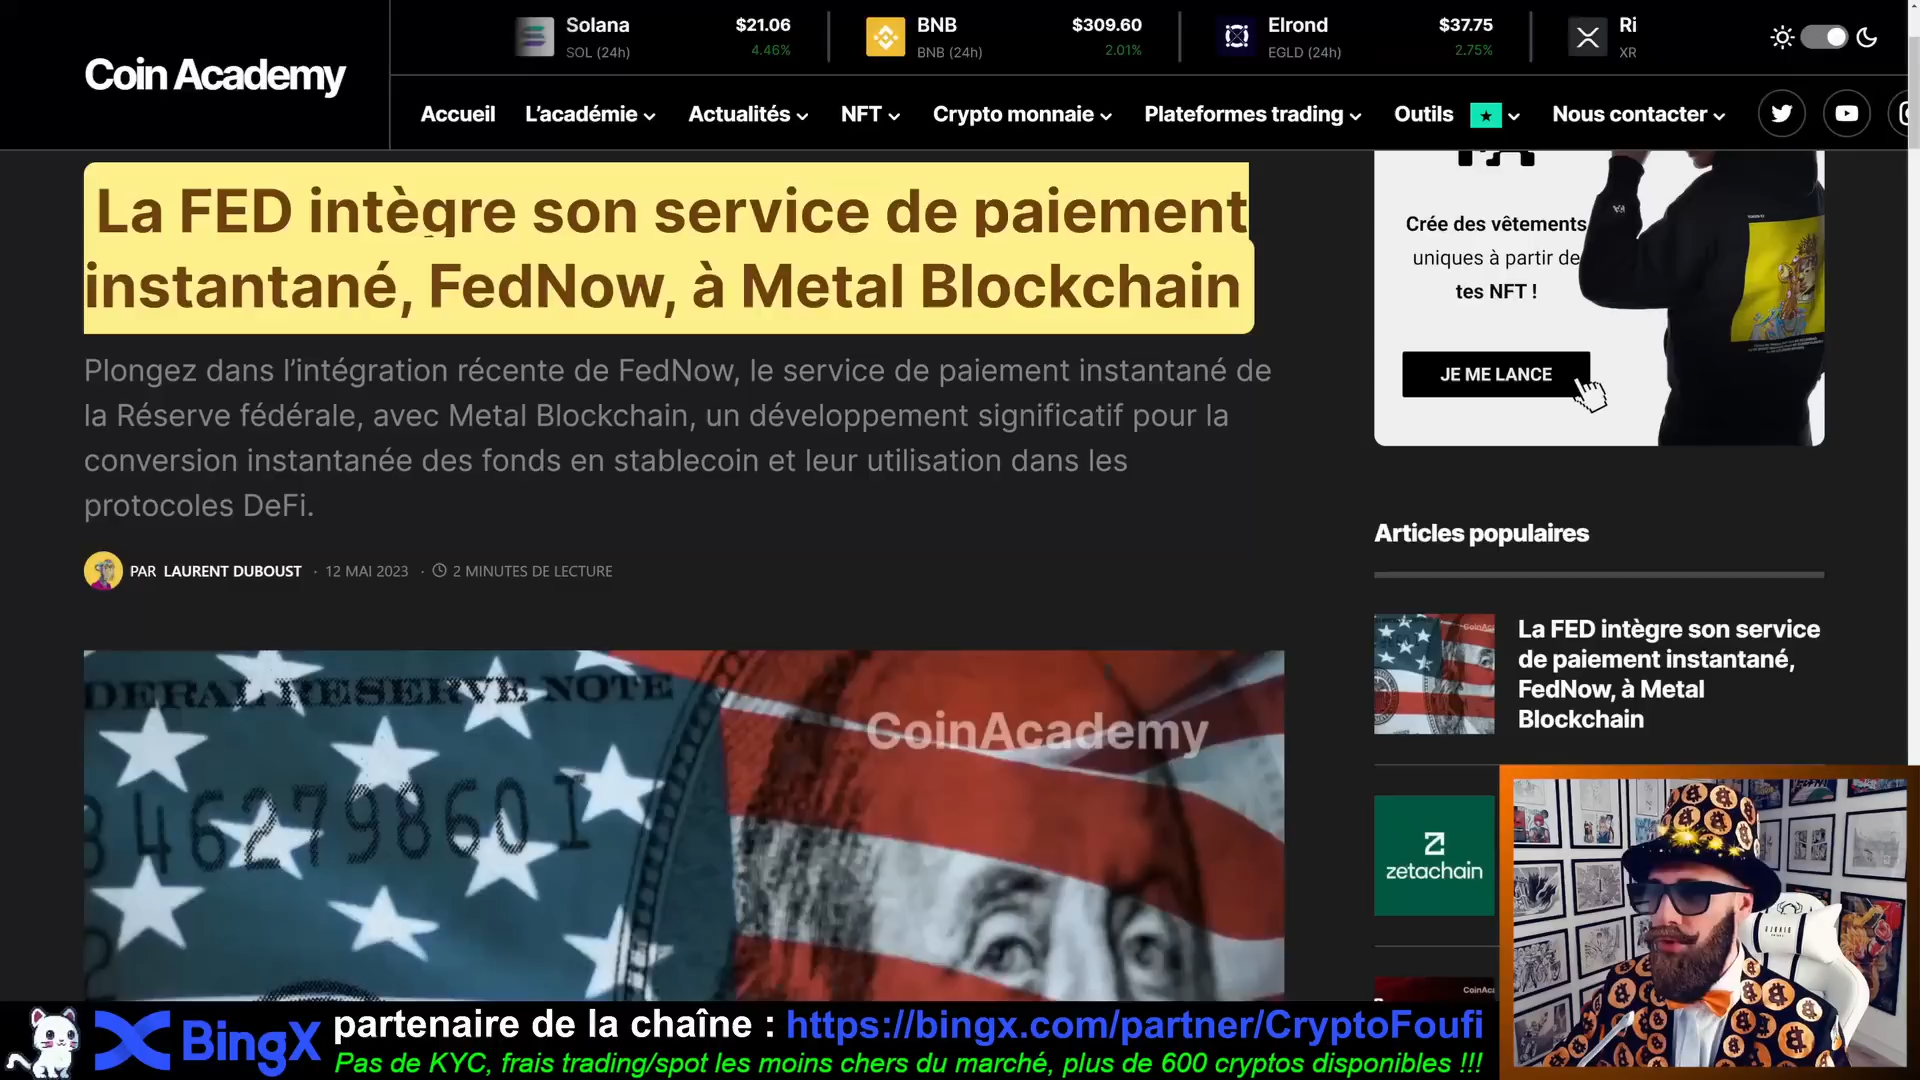 Coin Academy
Solana
$21.06
SOL (24h)
4.46%
BNB
$309.60
BNB (24h)
2.01%
Elrond
$37.75
EGLD (24h)
2.75%
Ri
XR
Accueil
L’académie
Actualités
NFT
Crypto monnaie
Plateformes trading
Outils
Nous contacter
La FED intègre son service de paiement
instantané, FedNow, à Metal Blockchain
Plongez dans l’intégration récente de FedNow, le service de paiement instantané de
la Réserve fédérale, avec Metal Blockchain, un développement significatif pour la
conversion instantanée des fonds en stablecoin et leur utilisation dans les
protocoles DeFi.
PAR LAURENT DUBOUST · 12 MAI 2023 · 2 MINUTES DE LECTURE
DERAL RESERVE NOTE
CoinAcademy
3462798601
Crée des vêtements
uniques à partir de
tes NFT !
JE ME LANCE
Articles populaires
La FED intègre son service
de paiement instantané,
FedNow, à Metal
Blockchain
zetachain
CoinAc
BingX
partenaire de la chaîne : https://bingx.com/partner/CryptoFoufi
Pas de KYC, frais trading/spot les moins chers du marché, plus de 600 cryptos disponibles !!!